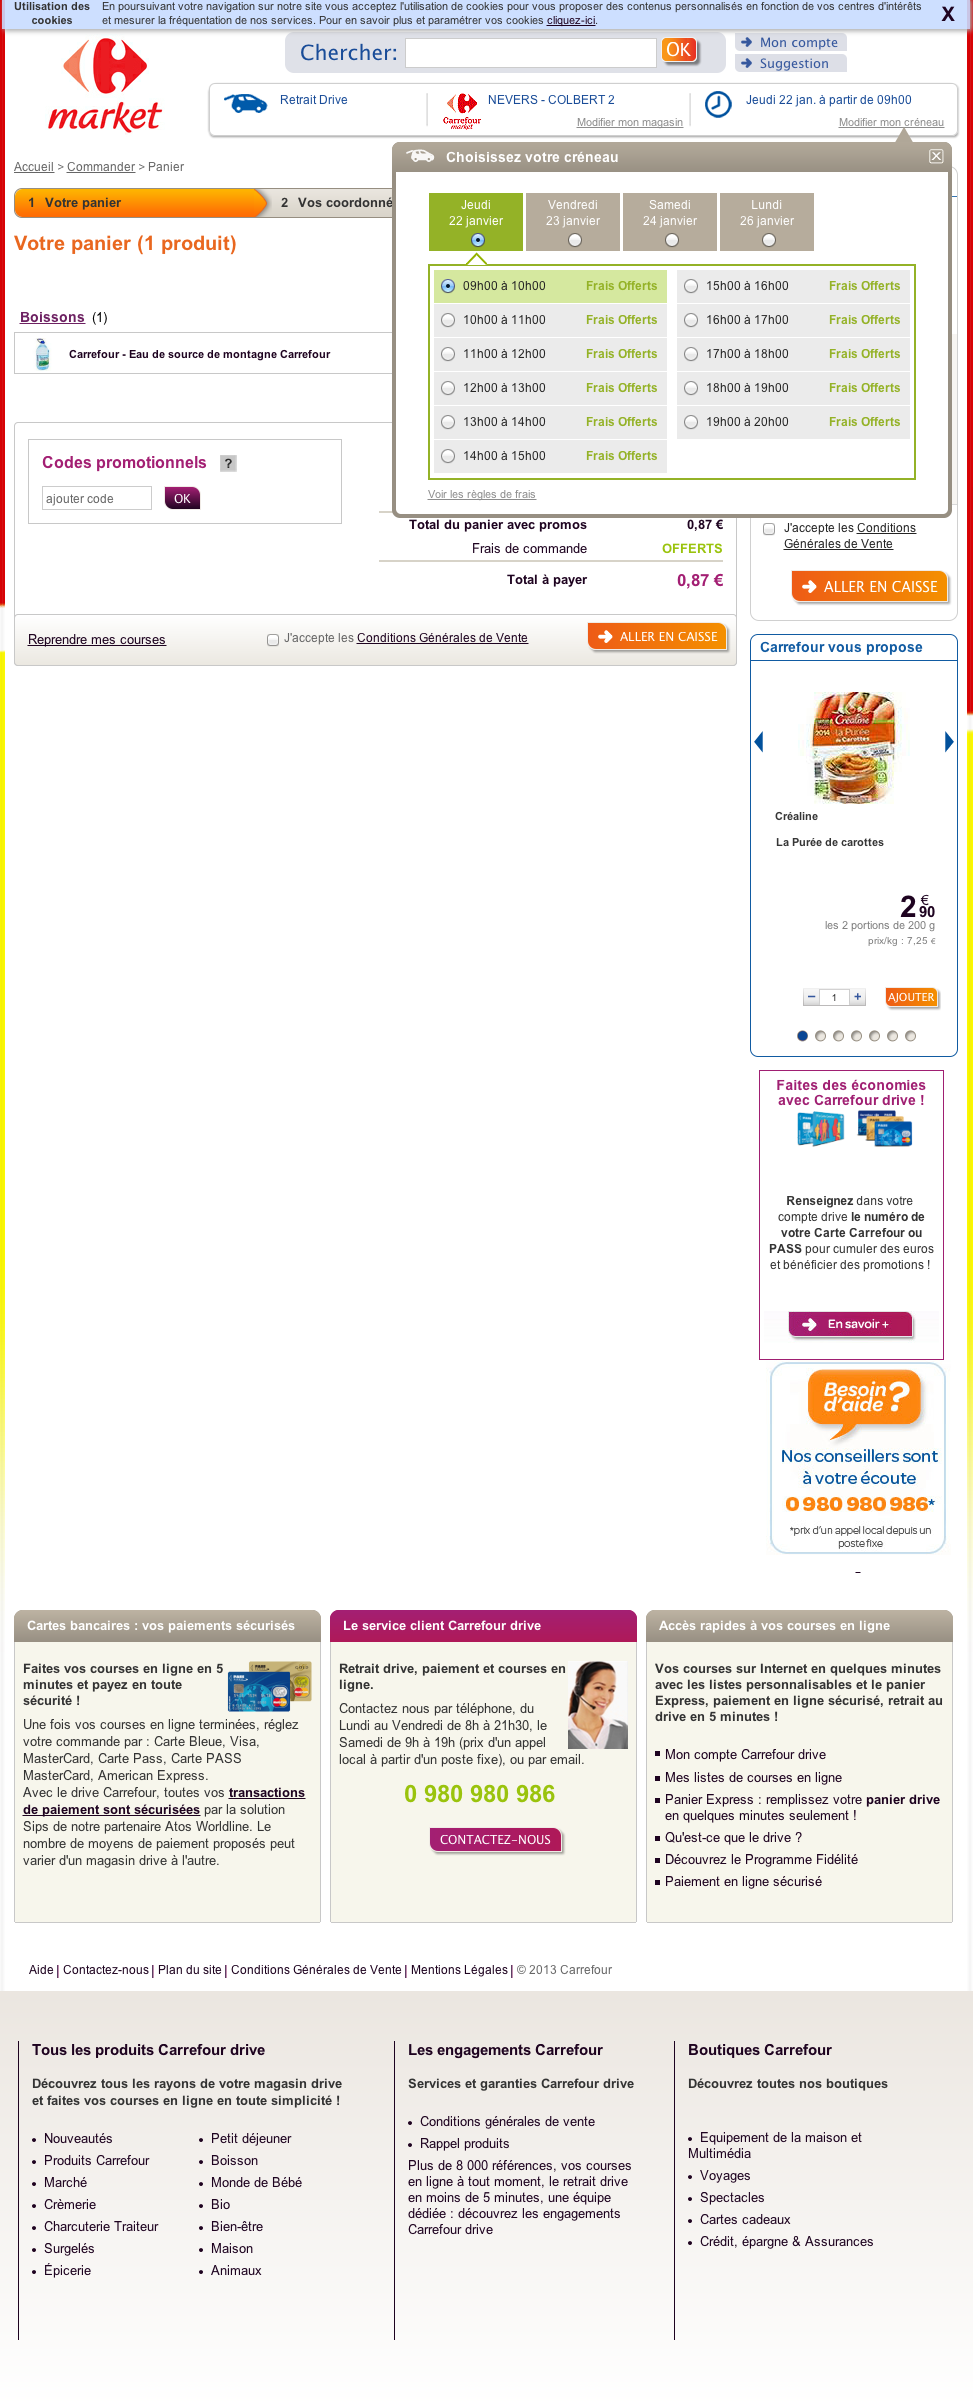 Utilisation des cookies
En poursuivant votre navigation sur notre site vous acceptez l'utilisation de cookies pour vous proposer des contenus personnalisés en fonction de vos centres d'intérêts
et mesurer la fréquentation de nos services. Pour en savoir plus et paramétrer vos cookies cliquez-ici.
X
market
Chercher:
OK
Mon compte
Suggestion
Retrait Drive
market
NEVERS - COLBERT 2
Modifier mon magasin
Jeudi 22 jan. à partir de 09h00
Modifier mon créneau
Accueil > Commander > Panier
1 Votre panier
2 Vos coordonné
Votre panier (1 produit)
Choisissez votre créneau
Jeudi
22 janvier
Vendredi
23 janvier
Samedi
24 janvier
Lundi
26 janvier
09h00 à 10h00 Frais Offerts
10h00 à 11h00 Frais Offerts
11h00 à 12h00 Frais Offerts
12h00 à 13h00 Frais Offerts
13h00 à 14h00 Frais Offerts
14h00 à 15h00 Frais Offerts
15h00 à 16h00 Frais Offerts
16h00 à 17h00 Frais Offerts
17h00 à 18h00 Frais Offerts
18h00 à 19h00 Frais Offerts
19h00 à 20h00 Frais Offerts
Voir les règles de frais
Boissons (1)
Carrefour - Eau de source de montagne Carrefour
Codes promotionnels ?
ajouter code
OK
Total du panier avec promos 0,87 €
Frais de commande OFFERTS
Total à payer 0,87 €
Reprendre mes courses
J'accepte les Conditions Générales de Vente
ALLER EN CAISSE
J'accepte les Conditions
Générales de Vente
ALLER EN CAISSE
Carrefour vous propose
Créaline
La Purée
de Carottes
2014
Créaline
La Purée de carottes
2 € 90
les 2 portions de 200 g
prix/kg : 7,25 €
− 1 +
AJOUTER
Faites des économies
avec Carrefour drive !
Renseignez dans votre
compte drive le numéro de
votre Carte Carrefour ou
PASS pour cumuler des euros
et bénéficier des promotions !
En savoir +
Besoin
d'aide?
Nos conseillers sont
à votre écoute
0 980 980 986*
*prix d'un appel local depuis un
poste fixe
Cartes bancaires : vos paiements sécurisés
Faites vos courses en ligne en 5
minutes et payez en toute
sécurité !
Une fois vos courses en ligne terminées, réglez
votre commande par : Carte Bleue, Visa,
MasterCard, Carte Pass, Carte PASS
MasterCard, American Express.
Avec le drive Carrefour, toutes vos transactions
de paiement sont sécurisées par la solution
Sips de notre partenaire Atos Worldline. Le
nombre de moyens de paiement proposés peut
varier d'un magasin drive à l'autre.
Le service client Carrefour drive
Retrait drive, paiement et courses en
ligne.
Contactez nous par téléphone, du
Lundi au Vendredi de 8h à 21h30, le
Samedi de 9h à 19h (prix d'un appel
local à partir d'un poste fixe), ou par email.
0 980 980 986
CONTACTEZ-NOUS
Accès rapides à vos courses en ligne
Vos courses sur Internet en quelques minutes
avec les listes personnalisables et le panier
Express, paiement en ligne sécurisé, retrait au
drive en 5 minutes !
Mon compte Carrefour drive
Mes listes de courses en ligne
Panier Express : remplissez votre panier drive
en quelques minutes seulement !
Qu'est-ce que le drive ?
Découvrez le Programme Fidélité
Paiement en ligne sécurisé
Aide | Contactez-nous | Plan du site | Conditions Générales de Vente | Mentions Légales | © 2013 Carrefour
Tous les produits Carrefour drive
Découvrez tous les rayons de votre magasin drive
et faites vos courses en ligne en toute simplicité !
Nouveautés
Produits Carrefour
Marché
Crèmerie
Charcuterie Traiteur
Surgelés
Épicerie
Petit déjeuner
Boisson
Monde de Bébé
Bio
Bien-être
Maison
Animaux
Les engagements Carrefour
Services et garanties Carrefour drive
Conditions générales de vente
Rappel produits
Plus de 8 000 références, vos courses
en ligne à tout moment, le retrait drive
en moins de 5 minutes, une équipe
dédiée : découvrez les engagements
Carrefour drive
Boutiques Carrefour
Découvrez toutes nos boutiques
Equipement de la maison et
Multimédia
Voyages
Spectacles
Cartes cadeaux
Crédit, épargne & Assurances